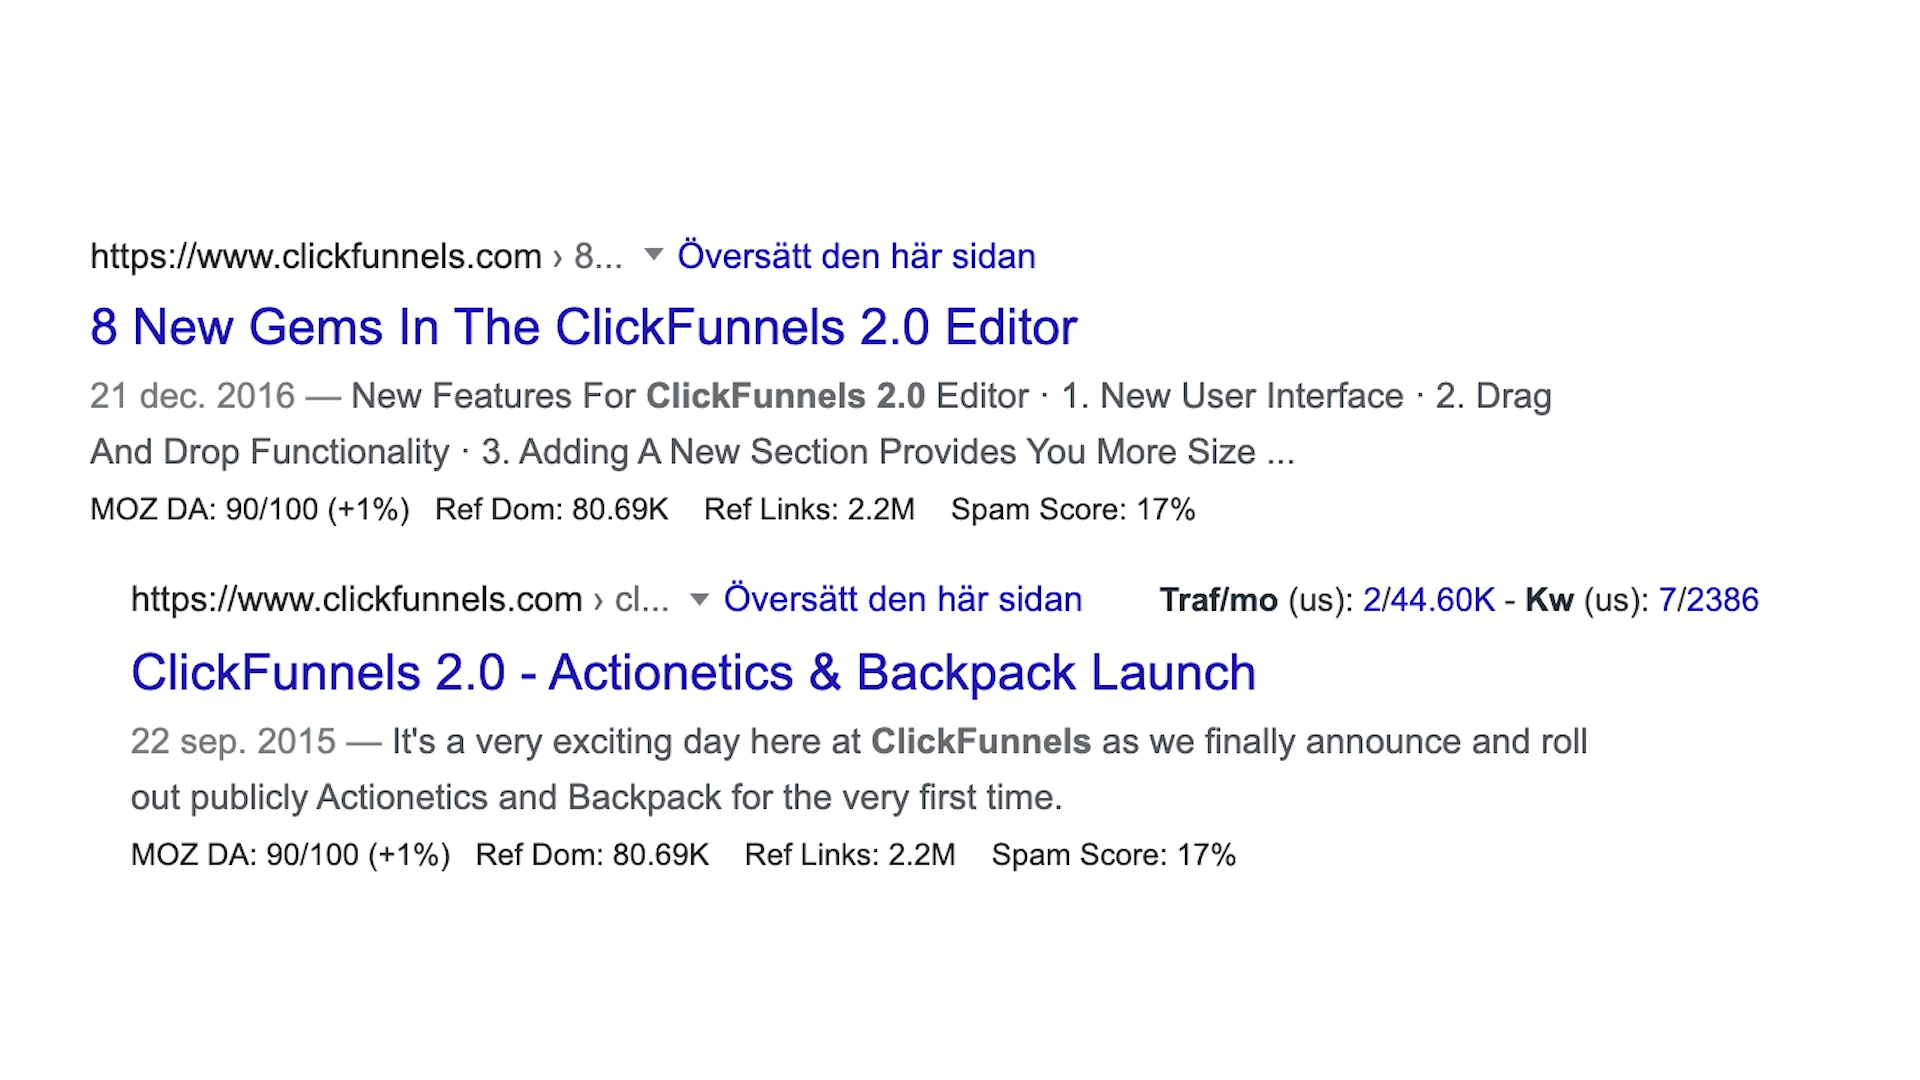 https://www.clickfunnels.com › 8... ▼ Översätt den här sidan
8 New Gems In The ClickFunnels 2.0 Editor
21 dec. 2016 — New Features For ClickFunnels 2.0 Editor · 1. New User Interface · 2. Drag
And Drop Functionality · 3. Adding A New Section Provides You More Size ...
MOZ DA: 90/100 (+1%) Ref Dom: 80.69K Ref Links: 2.2M Spam Score: 17%
https://www.clickfunnels.com › cl... ▼ Översätt den här sidan Traf/mo (us): 2/44.60K - Kw (us): 7/2386
ClickFunnels 2.0 - Actionetics & Backpack Launch
22 sep. 2015 — It's a very exciting day here at ClickFunnels as we finally announce and roll
out publicly Actionetics and Backpack for the very first time.
MOZ DA: 90/100 (+1%) Ref Dom: 80.69K Ref Links: 2.2M Spam Score: 17%